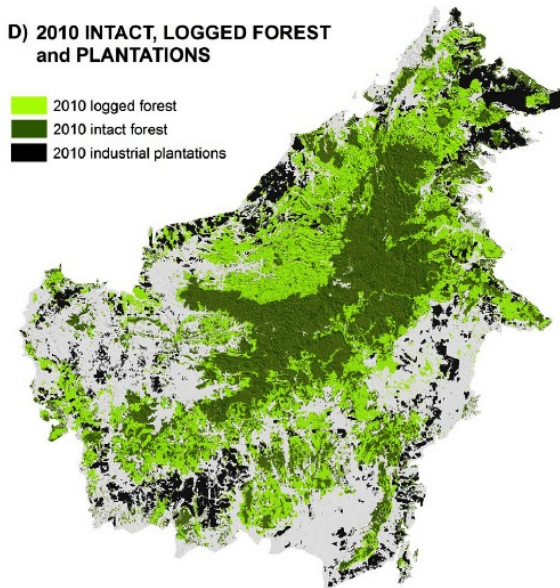 D) 2010 INTACT, LOGGED FOREST
and PLANTATIONS
2010 logged forest
2010 intact forest
2010 industrial plantations